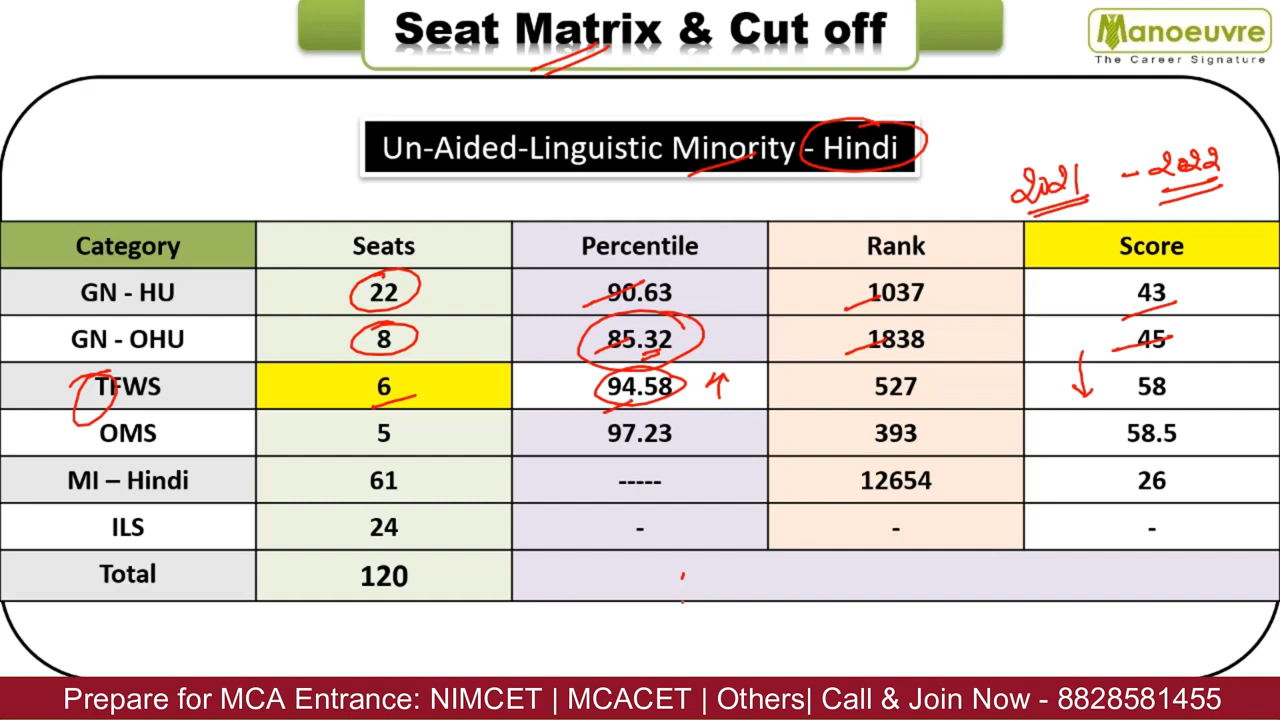 Seat Matrix & Cut off
Manoeuvre
The Career Signature
Un-Aided-Linguistic Minority - Hindi
2021 - 2022
Category Seats Percentile Rank Score
GN - HU 22 90.63 1037 43
GN - OHU 8 85.32 1838 45
TFWS 6 94.58 527 58
OMS 5 97.23 393 58.5
MI – Hindi 61 ----- 12654 26
ILS 24 - - -
Total 120
Prepare for MCA Entrance: NIMCET | MCACET | Others| Call & Join Now - 8828581455